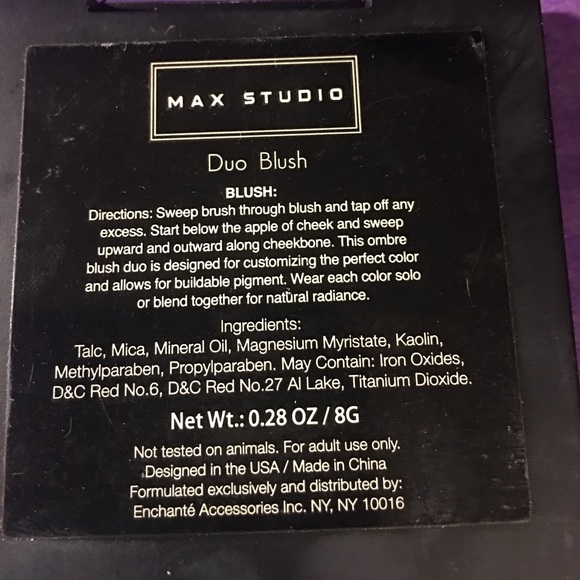 MAX STUDIO
Duo Blush
BLUSH:
Directions: Sweep brush through blush and tap off any
excess. Start below the apple of cheek and sweep
upward and outward along cheekbone. This ombre
blush duo is designed for customizing the perfect color
and allows for buildable pigment. Wear each color solo
or blend together for natural radiance.
Ingredients:
Talc, Mica, Mineral Oil, Magnesium Myristate, Kaolin,
Methylparaben, Propylparaben. May Contain: Iron Oxides,
D&C Red No.6, D&C Red No.27 Al Lake, Titanium Dioxide.
Net Wt.: 0.28 OZ / 8G
Not tested on animals. For adult use only.
Designed in the USA / Made in China
Formulated exclusively and distributed by:
Enchanté Accessories Inc. NY, NY 10016